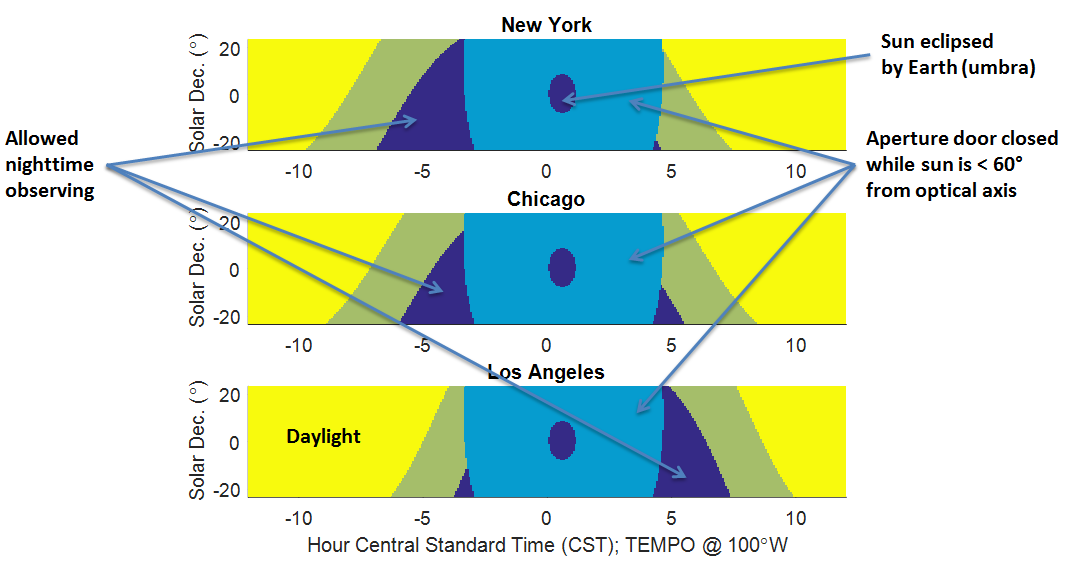 New York
Solar Dec. (°)
20
0
-20
-10
-5
0
5
10
Sun eclipsed
by Earth (umbra)
Allowed
nighttime
observing
Aperture door closed
while sun is < 60°
from optical axis
Chicago
Solar Dec. (°)
20
0
-20
-10
-5
0
5
10
Los Angeles
Solar Dec. (°)
20
0
-20
Daylight
-10
-5
0
5
10
Hour Central Standard Time (CST); TEMPO @ 100°W